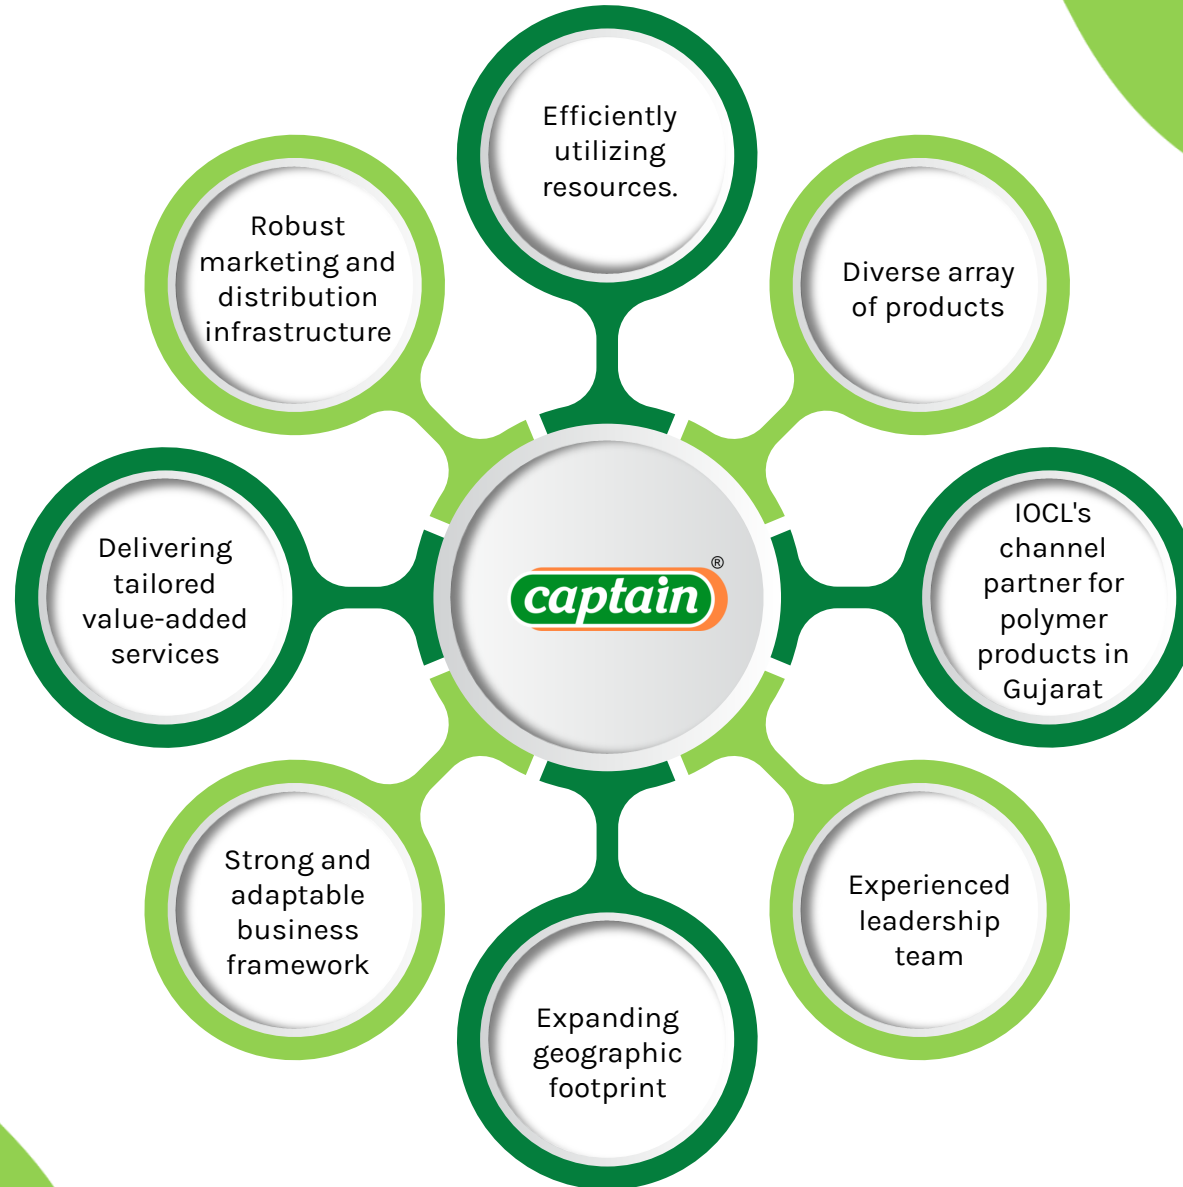 Efficiently
utilizing
resources.
Diverse array
of products
IOCL's
channel
partner for
polymer
products in
Gujarat
Experienced
leadership
team
Expanding
geographic
footprint
Strong and
adaptable
business
framework
Delivering
tailored
value-added
services
Robust
marketing and
distribution
infrastructure
captain®